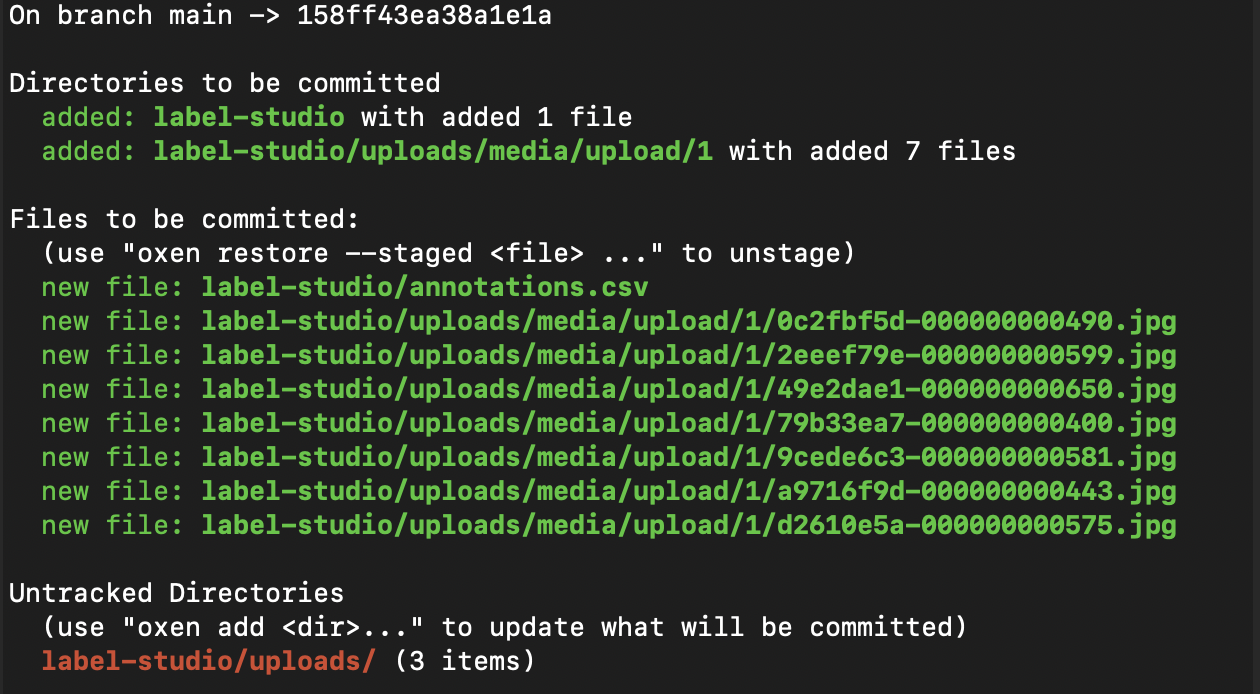 On branch main -> 158ff43ea38a1e1a
Directories to be committed
added: label-studio with added 1 file
added: label-studio/uploads/media/upload/1 with added 7 files
Files to be committed:
(use "oxen restore --staged <file> ..." to unstage)
new file: label-studio/annotations.csv
new file: label-studio/uploads/media/upload/1/0c2fbf5d-000000000490.jpg
new file: label-studio/uploads/media/upload/1/2eeef79e-000000000599.jpg
new file: label-studio/uploads/media/upload/1/49e2dae1-000000000650.jpg
new file: label-studio/uploads/media/upload/1/79b33ea7-000000000400.jpg
new file: label-studio/uploads/media/upload/1/9cede6c3-000000000581.jpg
new file: label-studio/uploads/media/upload/1/a9716f9d-000000000443.jpg
new file: label-studio/uploads/media/upload/1/d2610e5a-000000000575.jpg
Untracked Directories
(use "oxen add <dir>..." to update what will be committed)
label-studio/uploads/ (3 items)